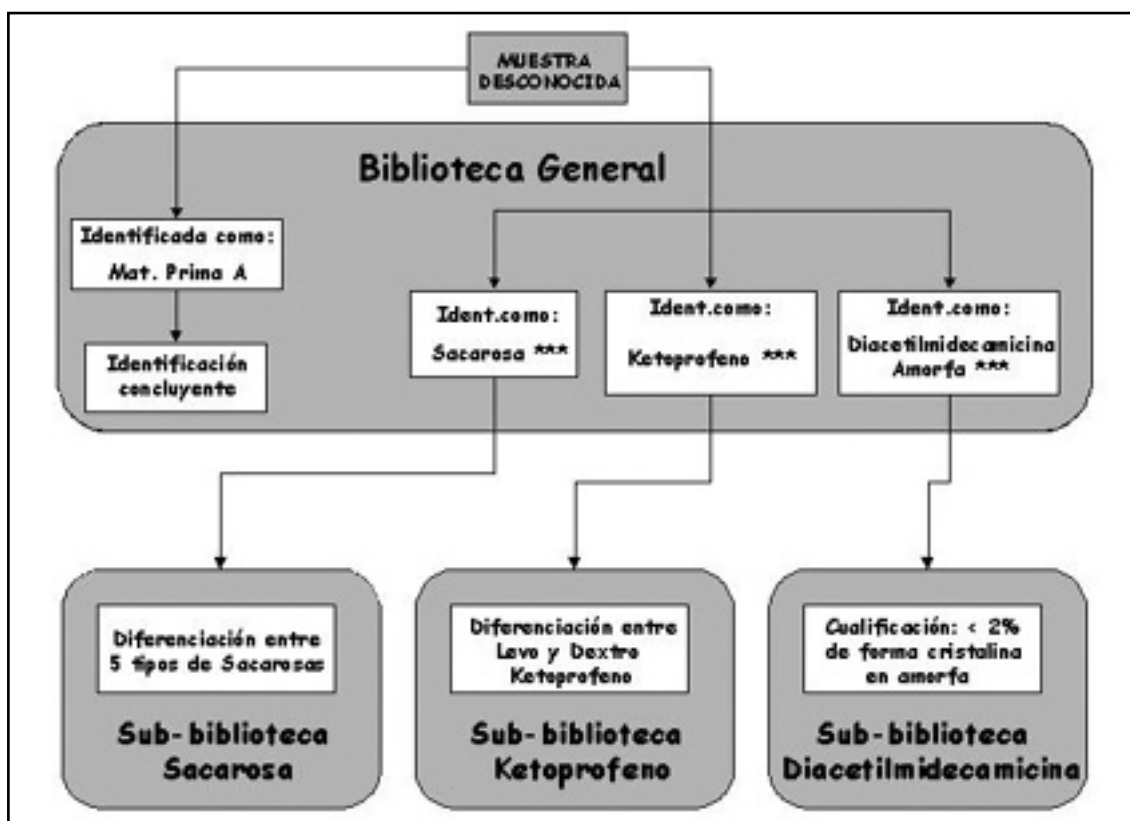 MUESTRA
DESCONOCIDA
Biblioteca General
Identificada como:
Mat. Prima A
Identificación
concluyente
Ident.como:
Sacarosa ***
Ident.como:
Ketoprofeno ***
Ident.como:
Diacetilmidecamicina
Amorfa ***
Diferenciación entre
5 tipos de Sacarosas
Sub-biblioteca
Sacarosa
Diferenciación entre
Levo y Dextro
Ketoprofeno
Sub-biblioteca
Ketoprofeno
Cualificación: < 2%
de forma cristalina
en amorfa
Sub-biblioteca
Diacetilmidecamicina